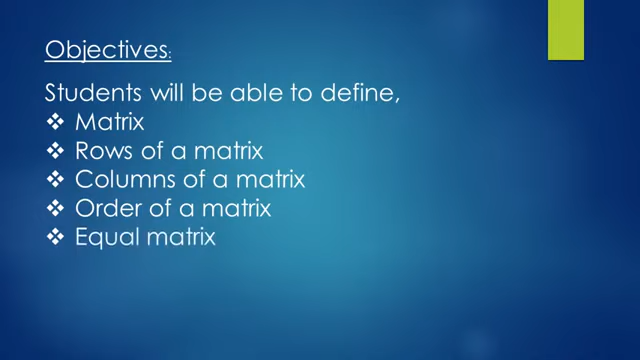 Objectives:
Students will be able to define,
❖ Matrix
❖ Rows of a matrix
❖ Columns of a matrix
❖ Order of a matrix
❖ Equal matrix